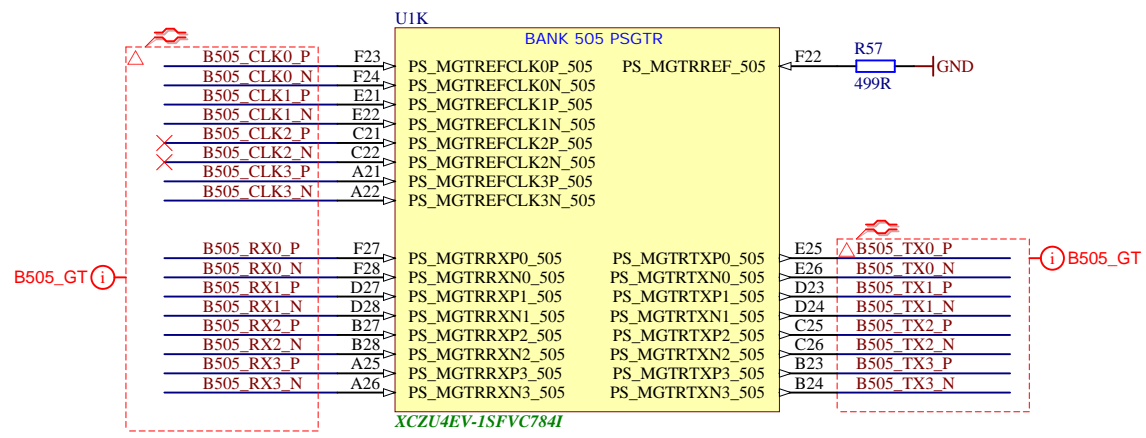 U1K
BANK 505 PSGTR
B505_CLK0_P F23 PS_MGTREFCLK0P_505 PS_MGTRREF_505 F22 R57 499R GND
B505_CLK0_N F24 PS_MGTREFCLK0N_505
B505_CLK1_P E21 PS_MGTREFCLK1P_505
B505_CLK1_N E22 PS_MGTREFCLK1N_505
B505_CLK2_P C21 PS_MGTREFCLK2P_505
B505_CLK2_N C22 PS_MGTREFCLK2N_505
B505_CLK3_P A21 PS_MGTREFCLK3P_505
B505_CLK3_N A22 PS_MGTREFCLK3N_505
B505_RX0_P F27 PS_MGTRRXP0_505 PS_MGTRTXP0_505 E25 B505_TX0_P
B505_GT i B505_RX0_N F28 PS_MGTRRXN0_505 PS_MGTRTXN0_505 E26 B505_TX0_N i B505_GT
B505_RX1_P D27 PS_MGTRRXP1_505 PS_MGTRTXP1_505 D23 B505_TX1_P
B505_RX1_N D28 PS_MGTRRXN1_505 PS_MGTRTXN1_505 D24 B505_TX1_N
B505_RX2_P B27 PS_MGTRRXP2_505 PS_MGTRTXP2_505 C25 B505_TX2_P
B505_RX2_N B28 PS_MGTRRXN2_505 PS_MGTRTXN2_505 C26 B505_TX2_N
B505_RX3_P A25 PS_MGTRRXP3_505 PS_MGTRTXP3_505 B23 B505_TX3_P
B505_RX3_N A26 PS_MGTRRXN3_505 PS_MGTRTXN3_505 B24 B505_TX3_N
XCZU4EV-1SFVC784I